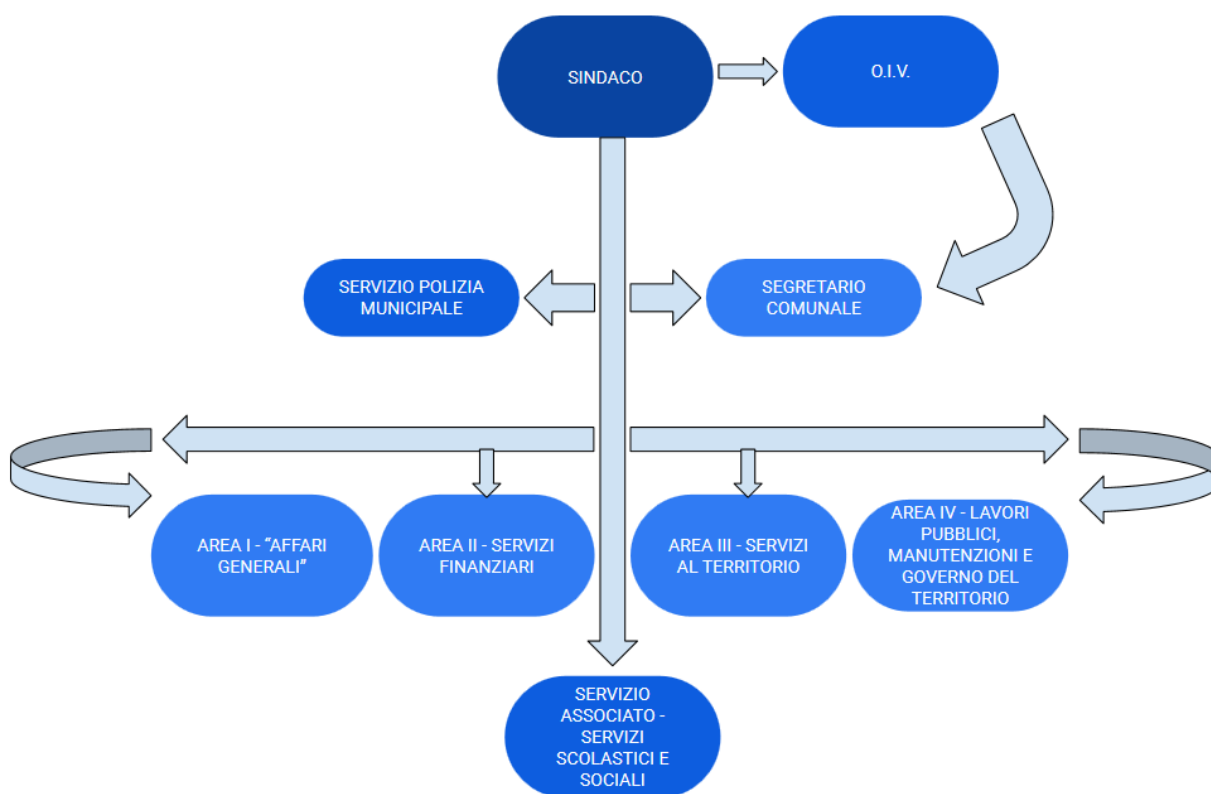 SINDACO
O.I.V.
SERVIZIO POLIZIA
MUNICIPALE
SEGRETARIO
COMUNALE
AREA I - “AFFARI
GENERALI”
AREA II - SERVIZI
FINANZIARI
AREA III - SERVIZI
AL TERRITORIO
AREA IV - LAVORI
PUBBLICI,
MANUTENZIONI E
GOVERNO DEL
TERRITORIO
SERVIZIO
ASSOCIATO -
SERVIZI
SCOLASTICI E
SOCIALI